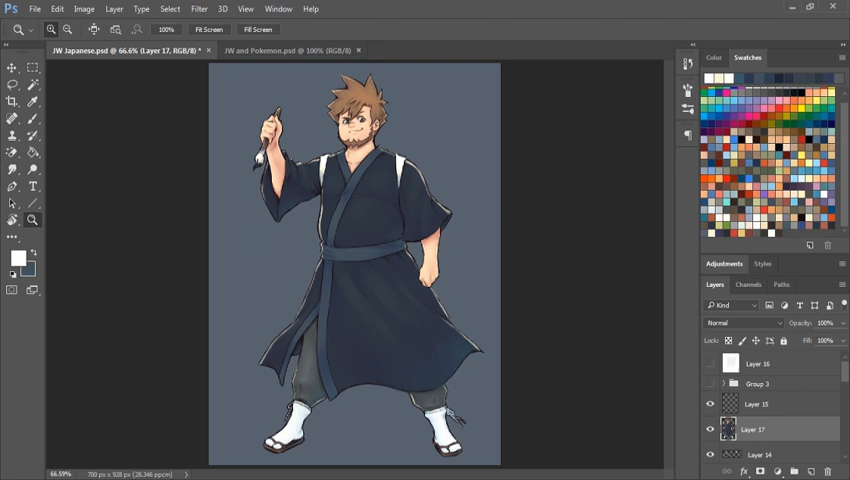 Ps File Edit Image Layer Type Select Filter 3D View Window Help
100% Fit Screen Fill Screen
JW Japanese.psd @ 66.6% (Layer 17, RGB/8) * × JW and Pokemon.psd @ 100% (RGB/8) ×
Color Swatches
Adjustments Styles
Layers Channels Paths
Kind
Normal Opacity: 100%
Lock: Fill: 100%
Layer 16
Group 3
Layer 15
Layer 17
Layer 14
66.59% 700 px x 928 px (28.346 ppcm)